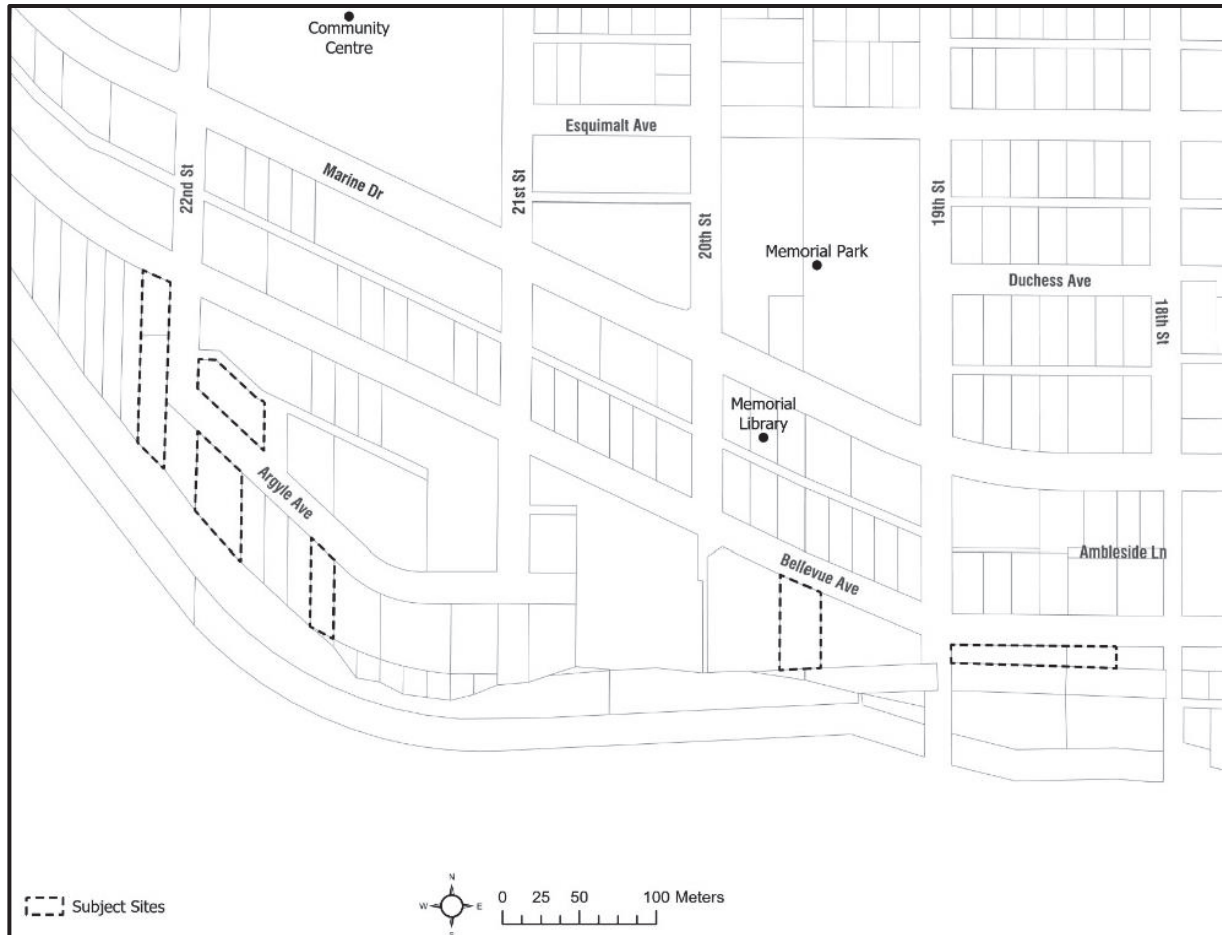 Community
Centre
Esquimalt Ave
Marine Dr
22nd St
21st St
20th St
19th St
Memorial Park
Duchess Ave
18th St
Memorial
Library
Argyle Ave
Bellevue Ave
Ambleside Ln
Subject Sites
N
W
E
S
0 25 50 100 Meters